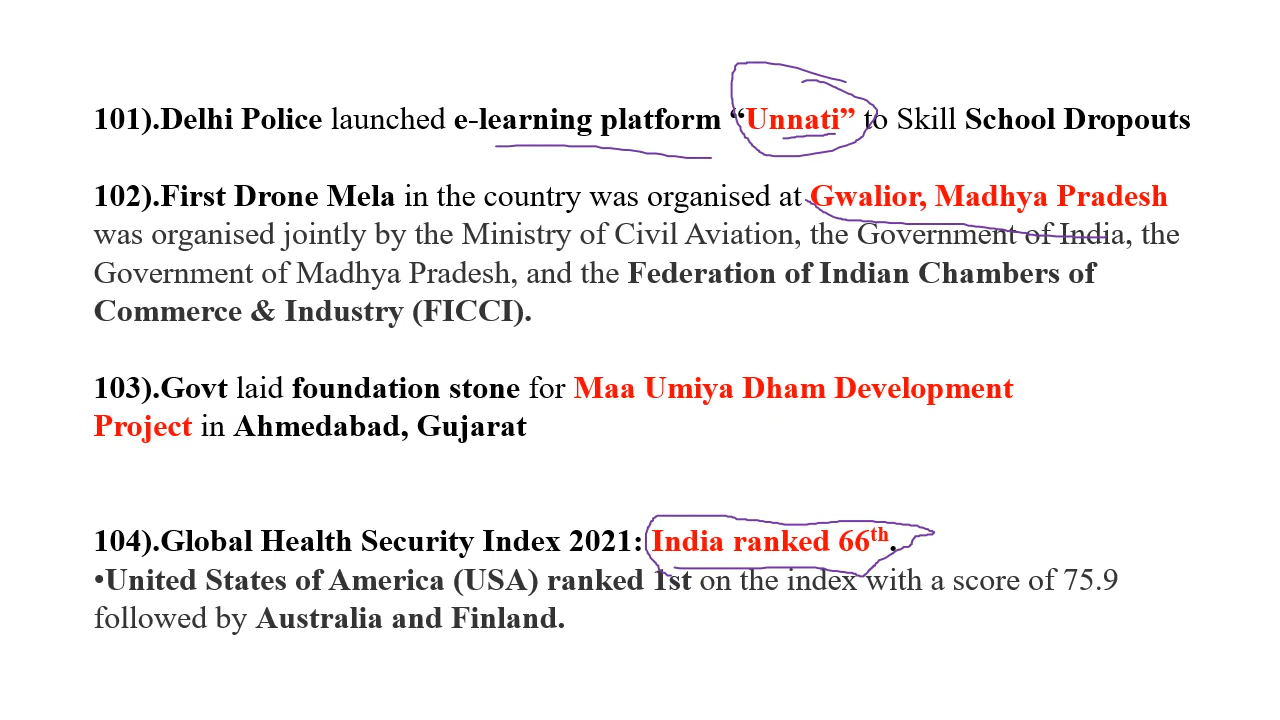 101).Delhi Police launched e-learning platform “Unnati” to Skill School Dropouts
102).First Drone Mela in the country was organised at Gwalior, Madhya Pradesh
was organised jointly by the Ministry of Civil Aviation, the Government of India, the
Government of Madhya Pradesh, and the Federation of Indian Chambers of
Commerce & Industry (FICCI).
103).Govt laid foundation stone for Maa Umiya Dham Development
Project in Ahmedabad, Gujarat
104).Global Health Security Index 2021: India ranked 66th.
•United States of America (USA) ranked 1st on the index with a score of 75.9
followed by Australia and Finland.